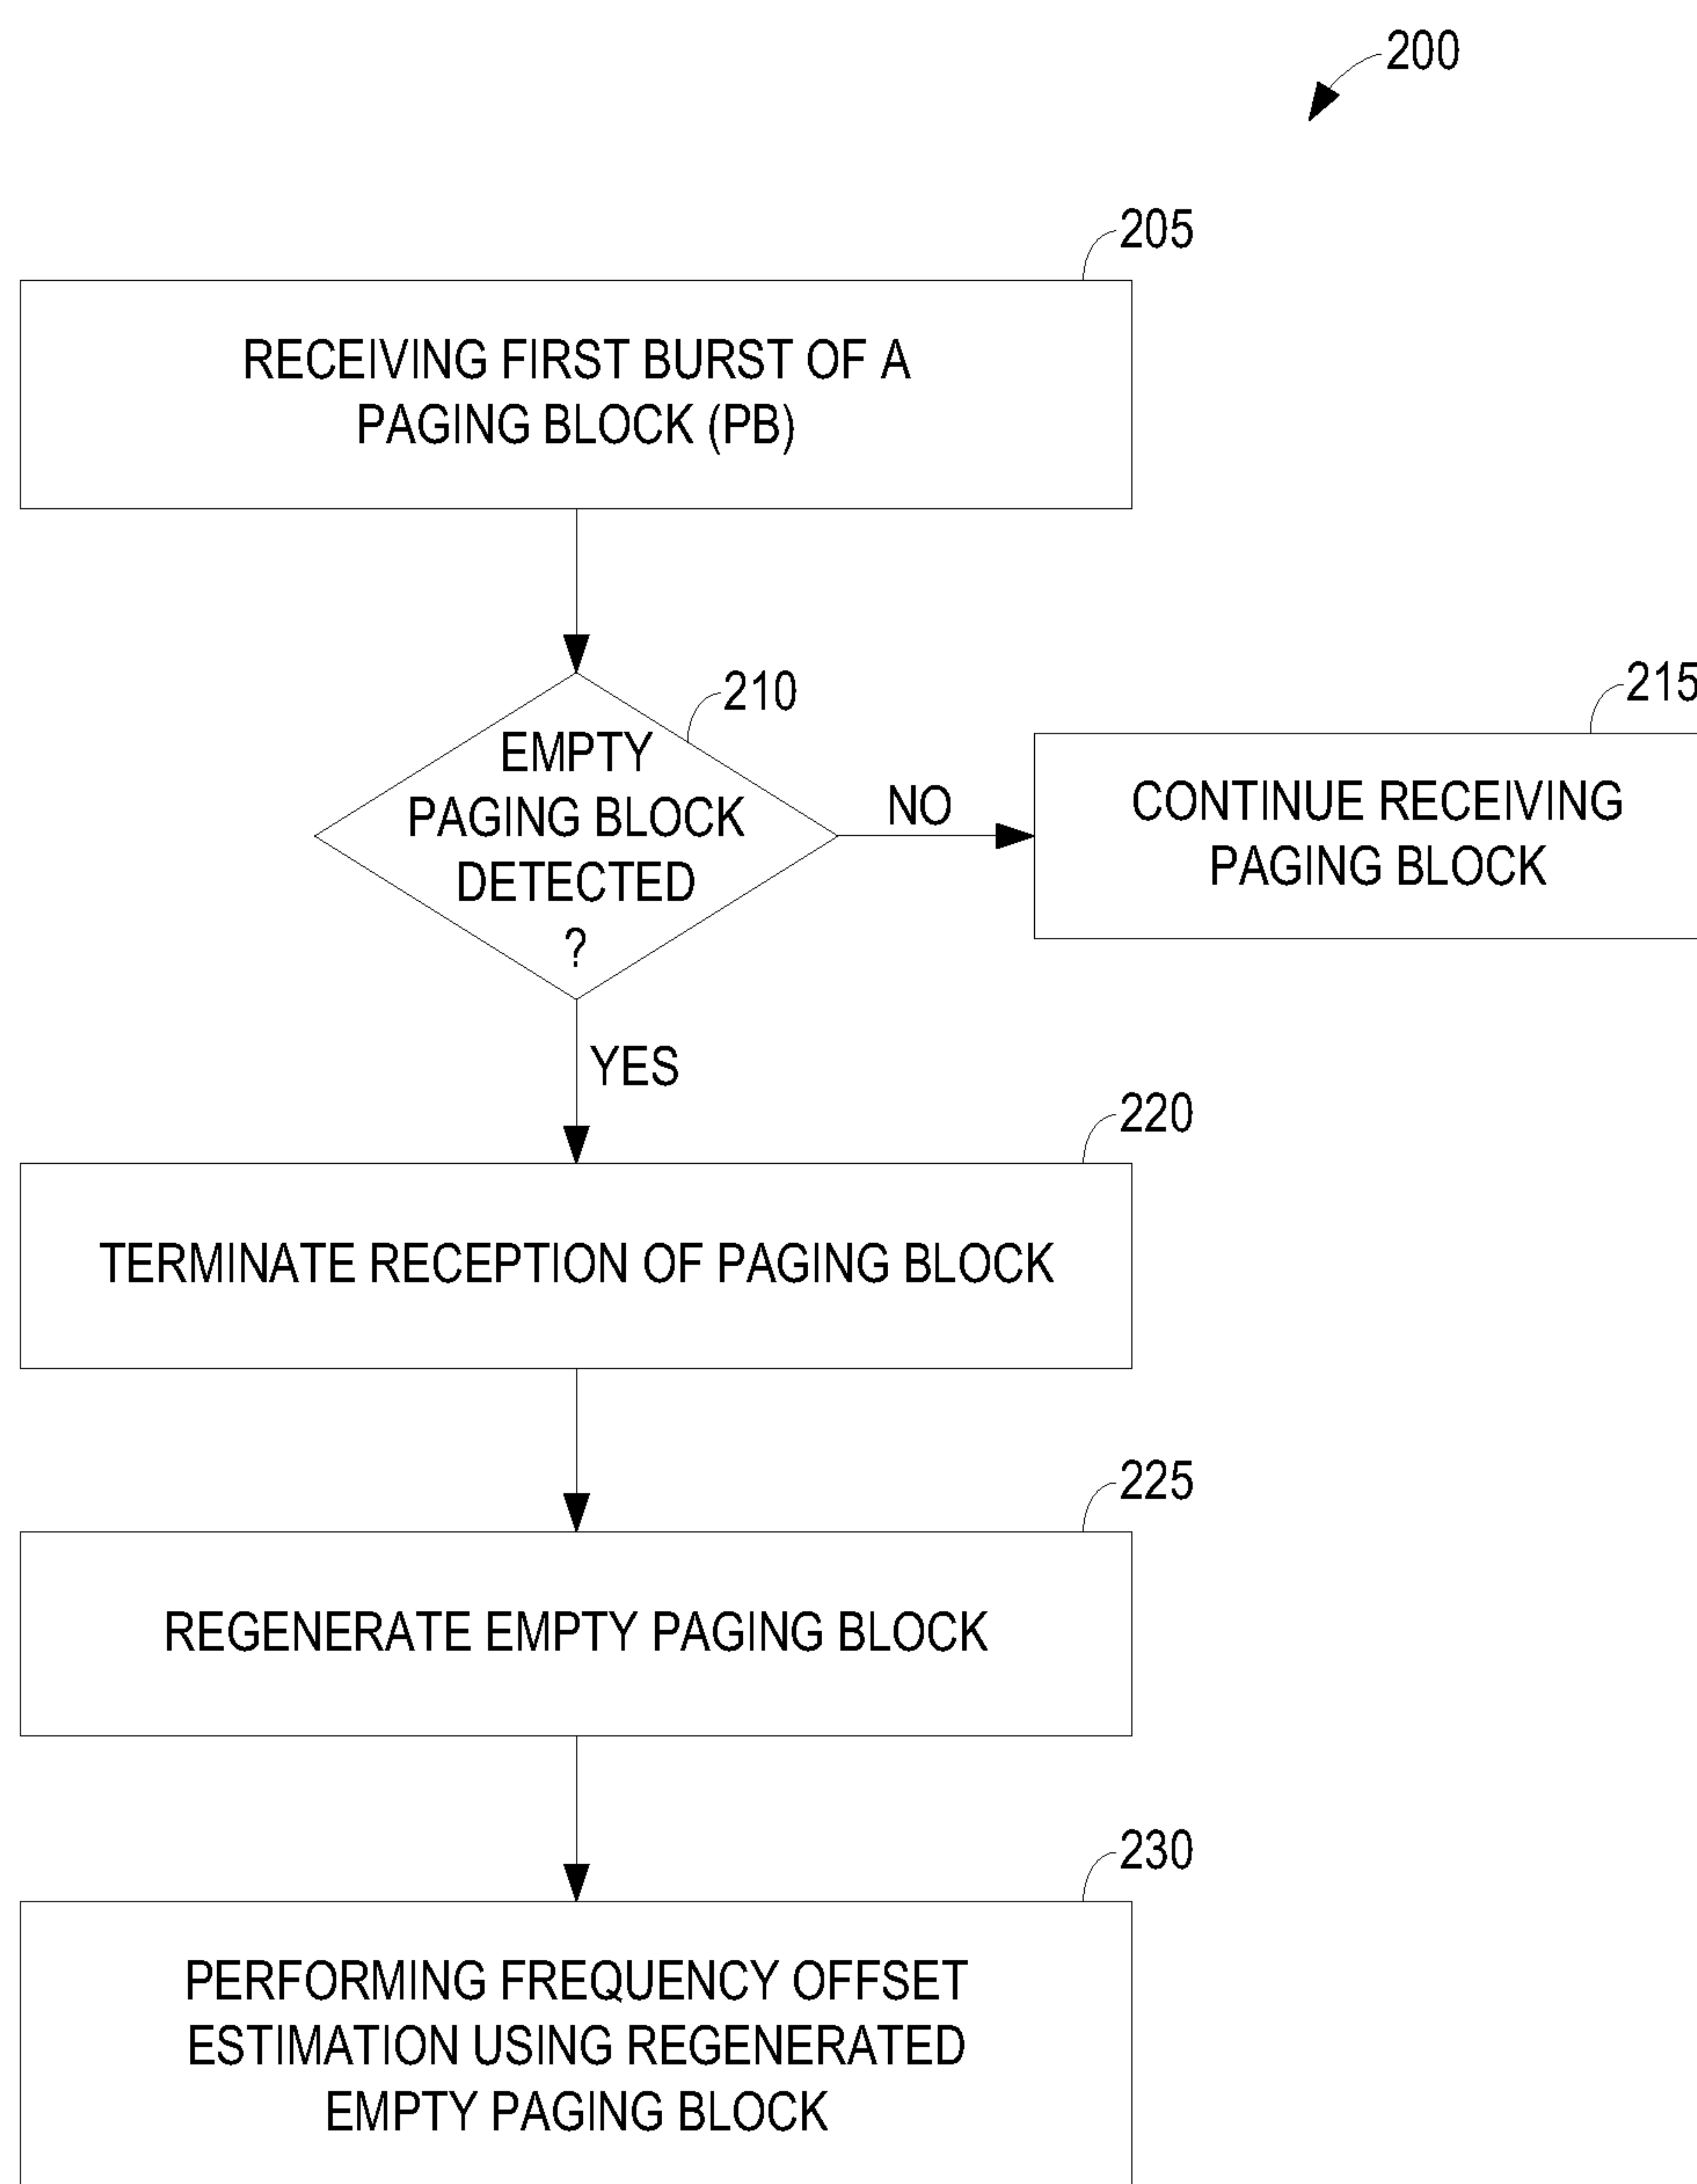 200
205
RECEIVING FIRST BURST OF A
PAGING BLOCK (PB)
210
EMPTY
PAGING BLOCK
DETECTED
?
NO
215
CONTINUE RECEIVING
PAGING BLOCK
YES
220
TERMINATE RECEPTION OF PAGING BLOCK
225
REGENERATE EMPTY PAGING BLOCK
230
PERFORMING FREQUENCY OFFSET
ESTIMATION USING REGENERATED
EMPTY PAGING BLOCK